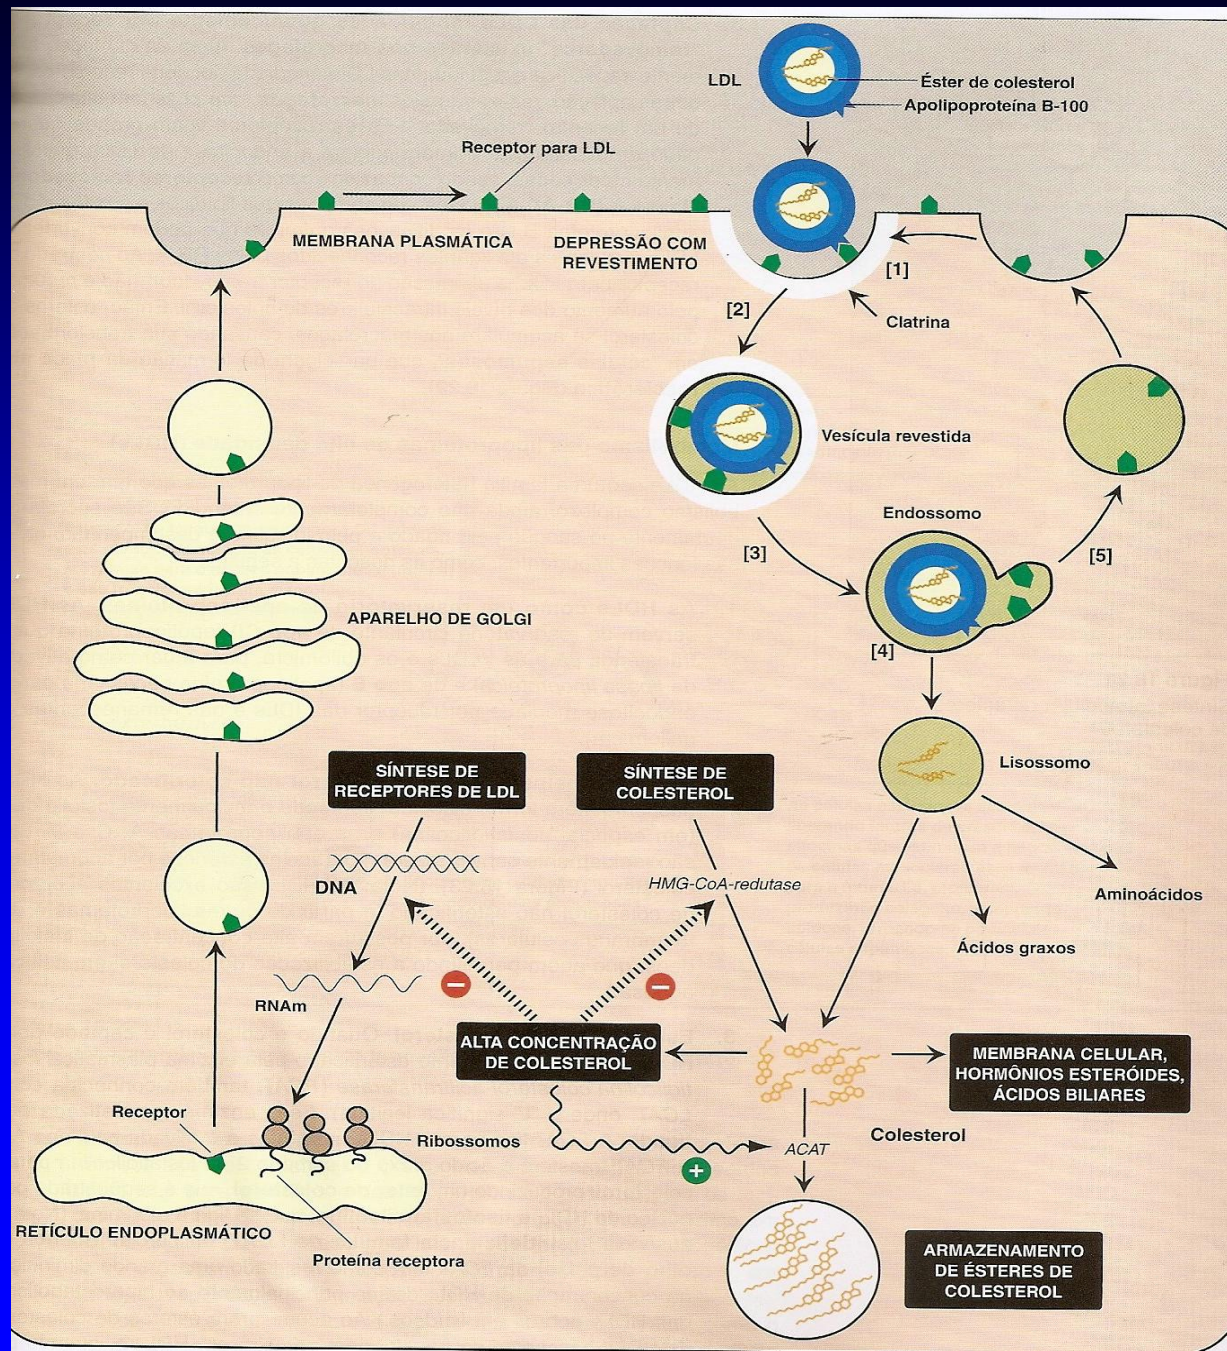 LDL
Éster de colesterol
Apolipoproteína B-100
Receptor para LDL
MEMBRANA PLASMÁTICA
DEPRESSÃO COM
REVESTIMENTO
[1]
[2]
Clatrina
Vesícula revestida
Endossomo
[3]
[5]
APARELHO DE GOLGI
[4]
SÍNTESE DE
RECEPTORES DE LDL
SÍNTESE DE
COLESTEROL
Lisossomo
DNA
HMG-CoA-redutase
Aminoácidos
Ácidos graxos
RNAm
ALTA CONCENTRAÇÃO
DE COLESTEROL
MEMBRANA CELULAR,
HORMÔNIOS ESTERÓIDES,
ÁCIDOS BILIARES
Receptor
Ribossomos
Colesterol
ACAT
RETÍCULO ENDOPLASMÁTICO
Proteína receptora
ARMAZENAMENTO
DE ÉSTERES DE
COLESTEROL